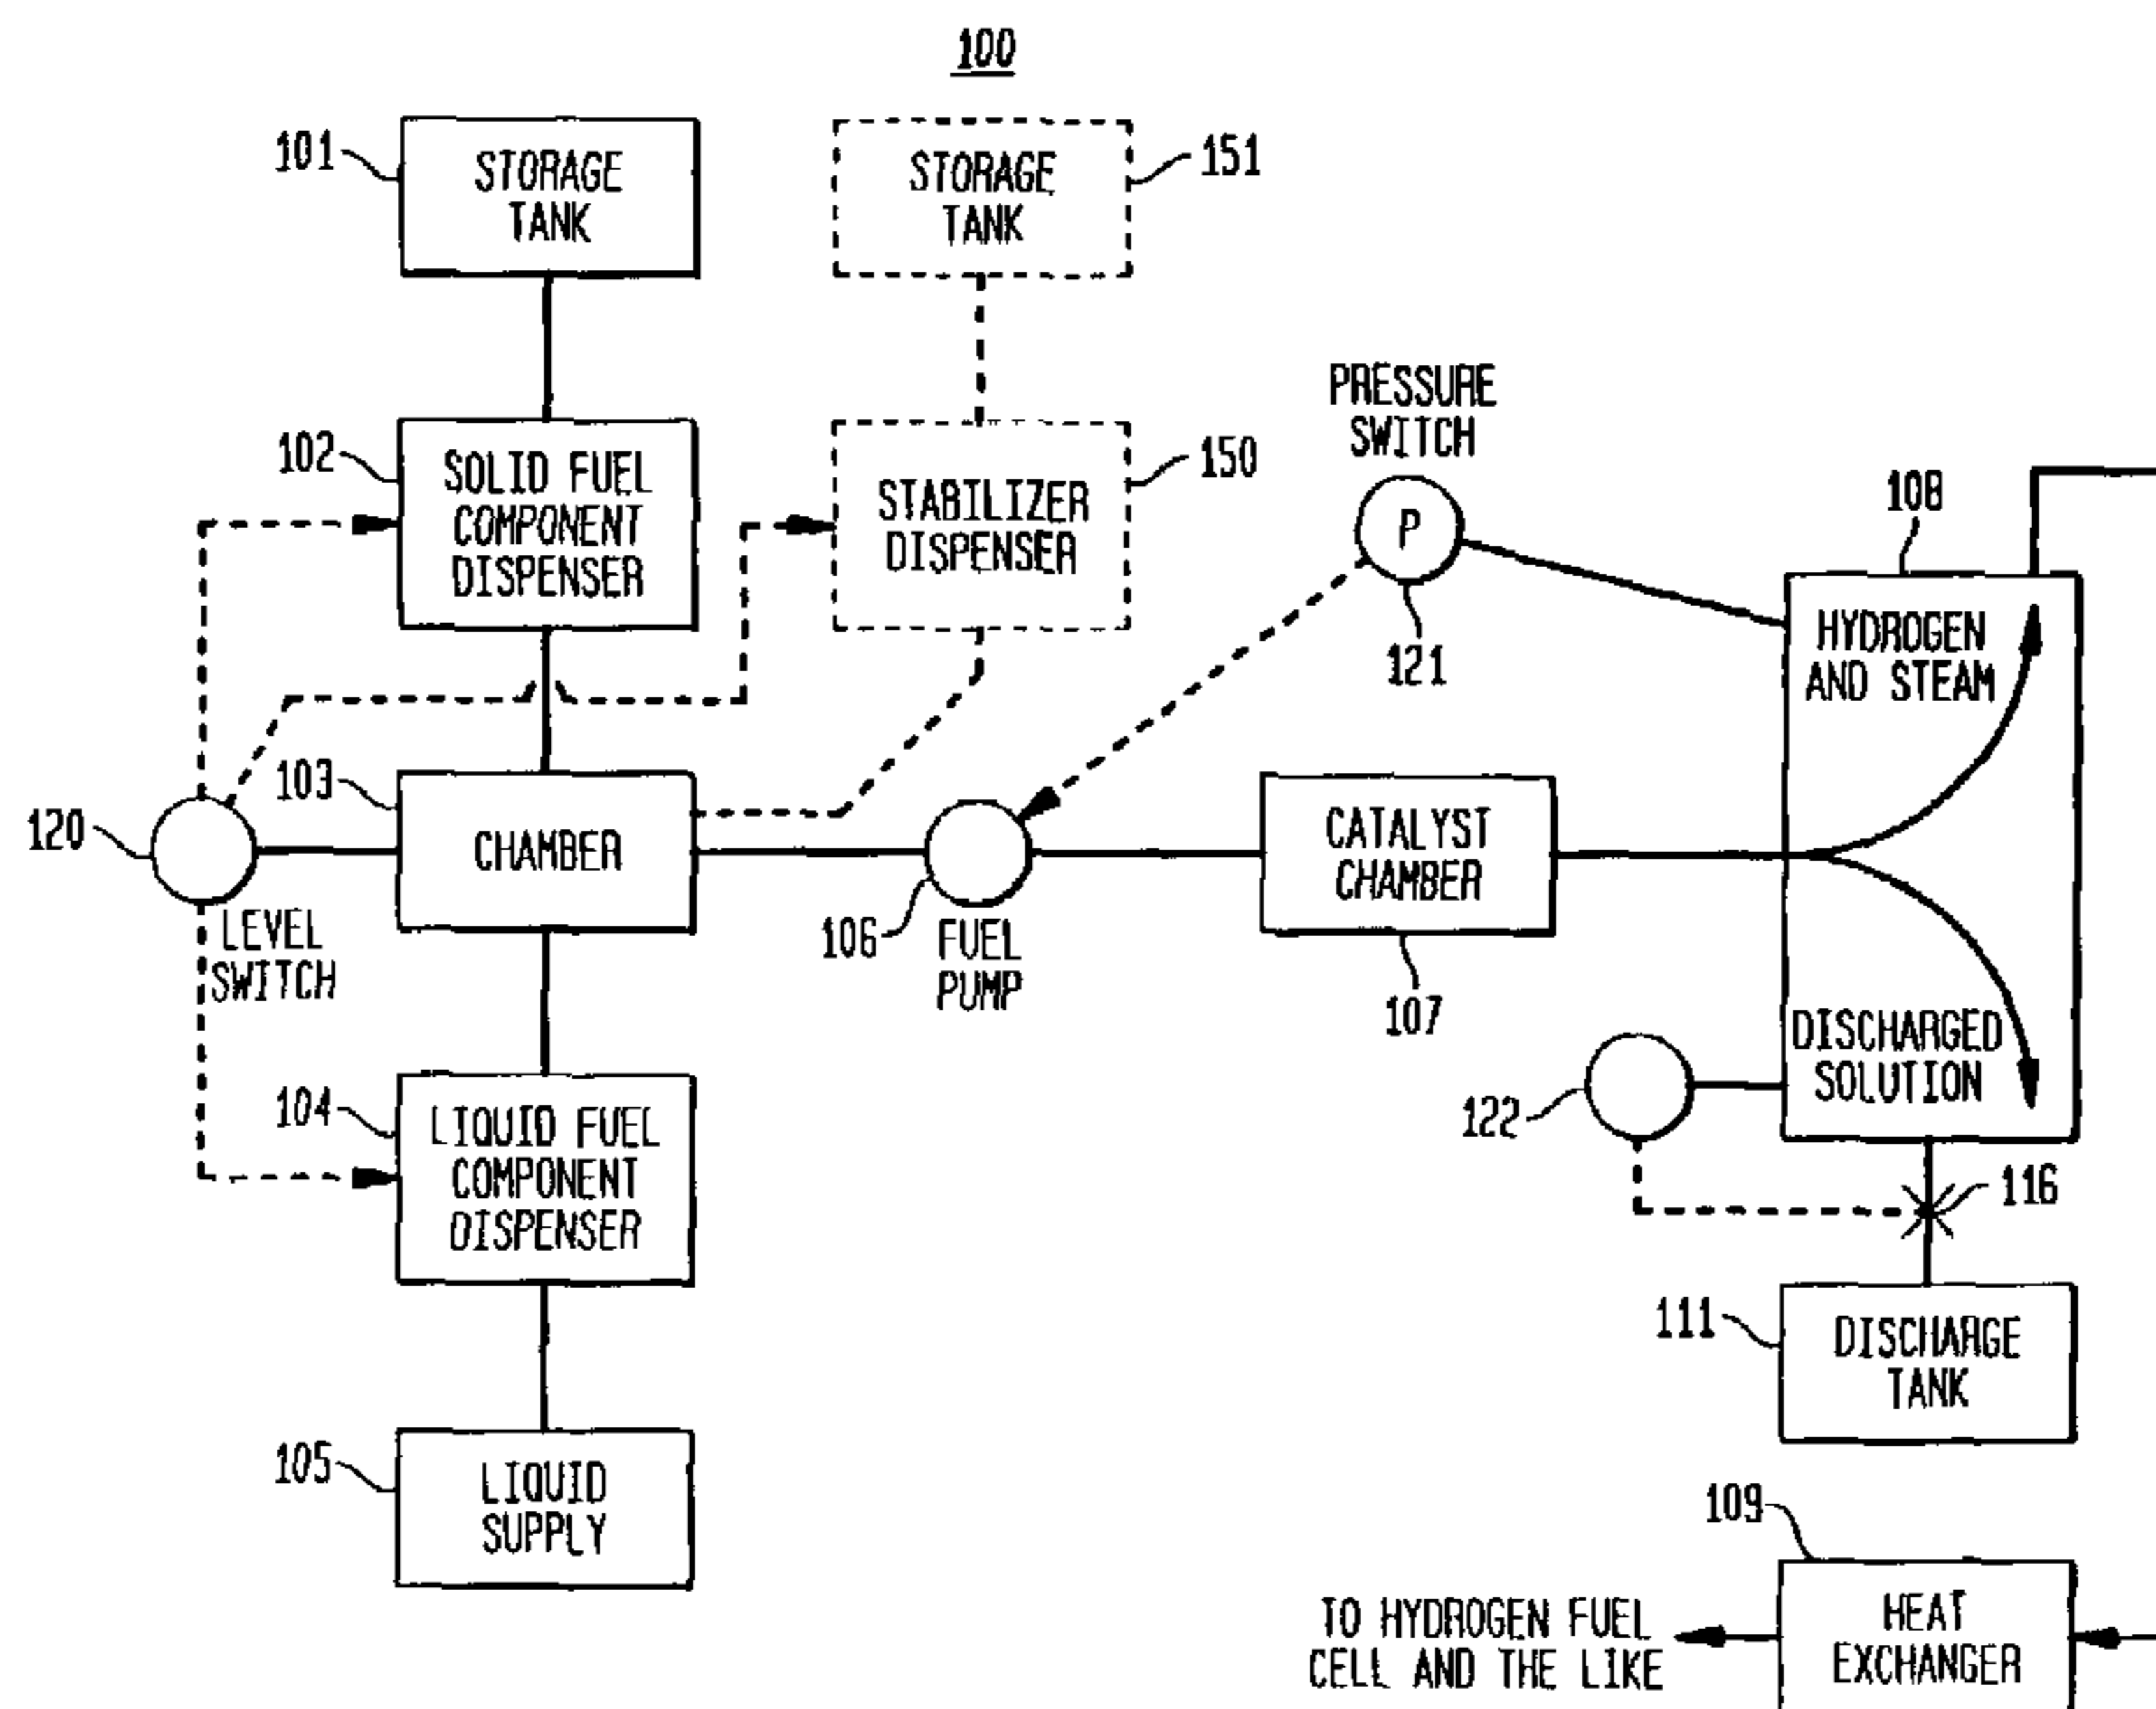 100
101
STORAGE
TANK
STORAGE
TANK
151
102
SOLID FUEL
COMPONENT
DISPENSER
STABILIZER
DISPENSER
150
PRESSURE
SWITCH
P
121
108
HYDROGEN
AND STEAM
103
CHAMBER
120
LEVEL
SWITCH
106
FUEL
PUMP
CATALYST
CHAMBER
107
DISCHARGED
SOLUTION
122
104
LIQUID FUEL
COMPONENT
DISPENSER
116
111
DISCHARGE
TANK
105
LIQUID
SUPPLY
109
HEAT
EXCHANGER
TO HYDROGEN FUEL
CELL AND THE LIKE